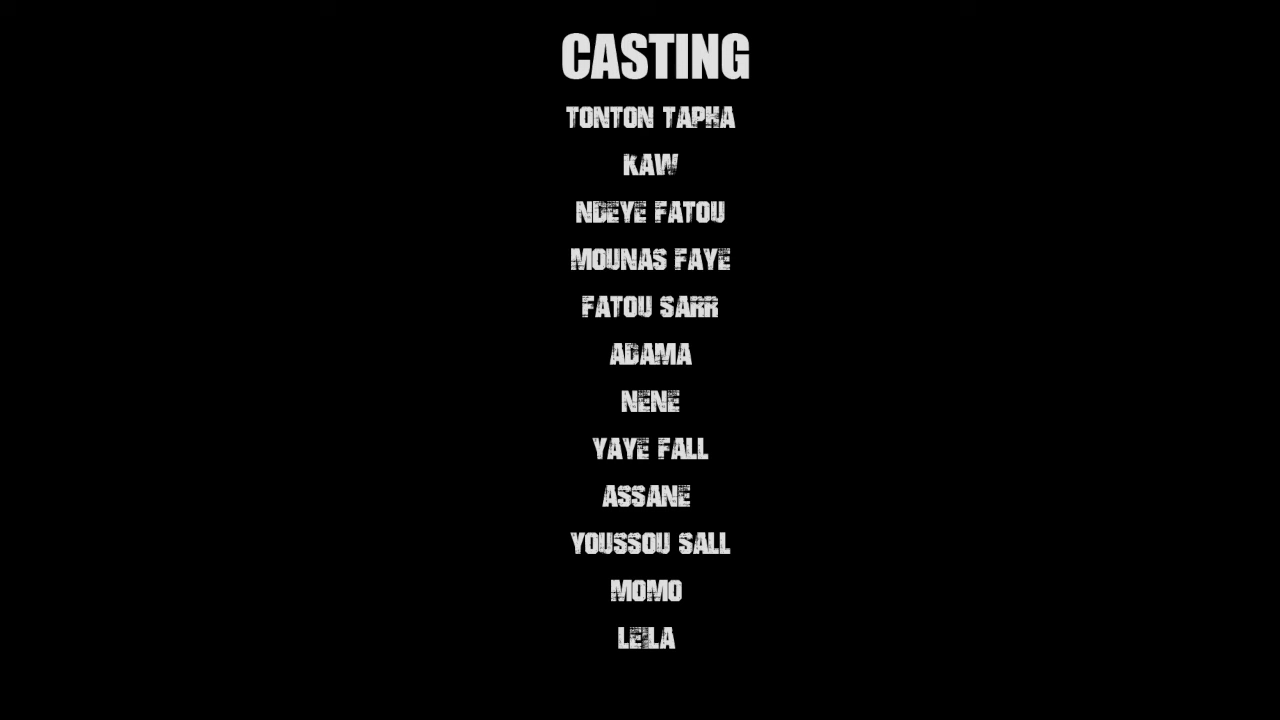 CASTING
TONTON TAPHA
KAW
NDEYE FATOU
MOUNAS FAYE
FATOU SARR
ADAMA
NENE
YAYE FALL
ASSANE
YOUSSOU SALL
MOMO
LEILA